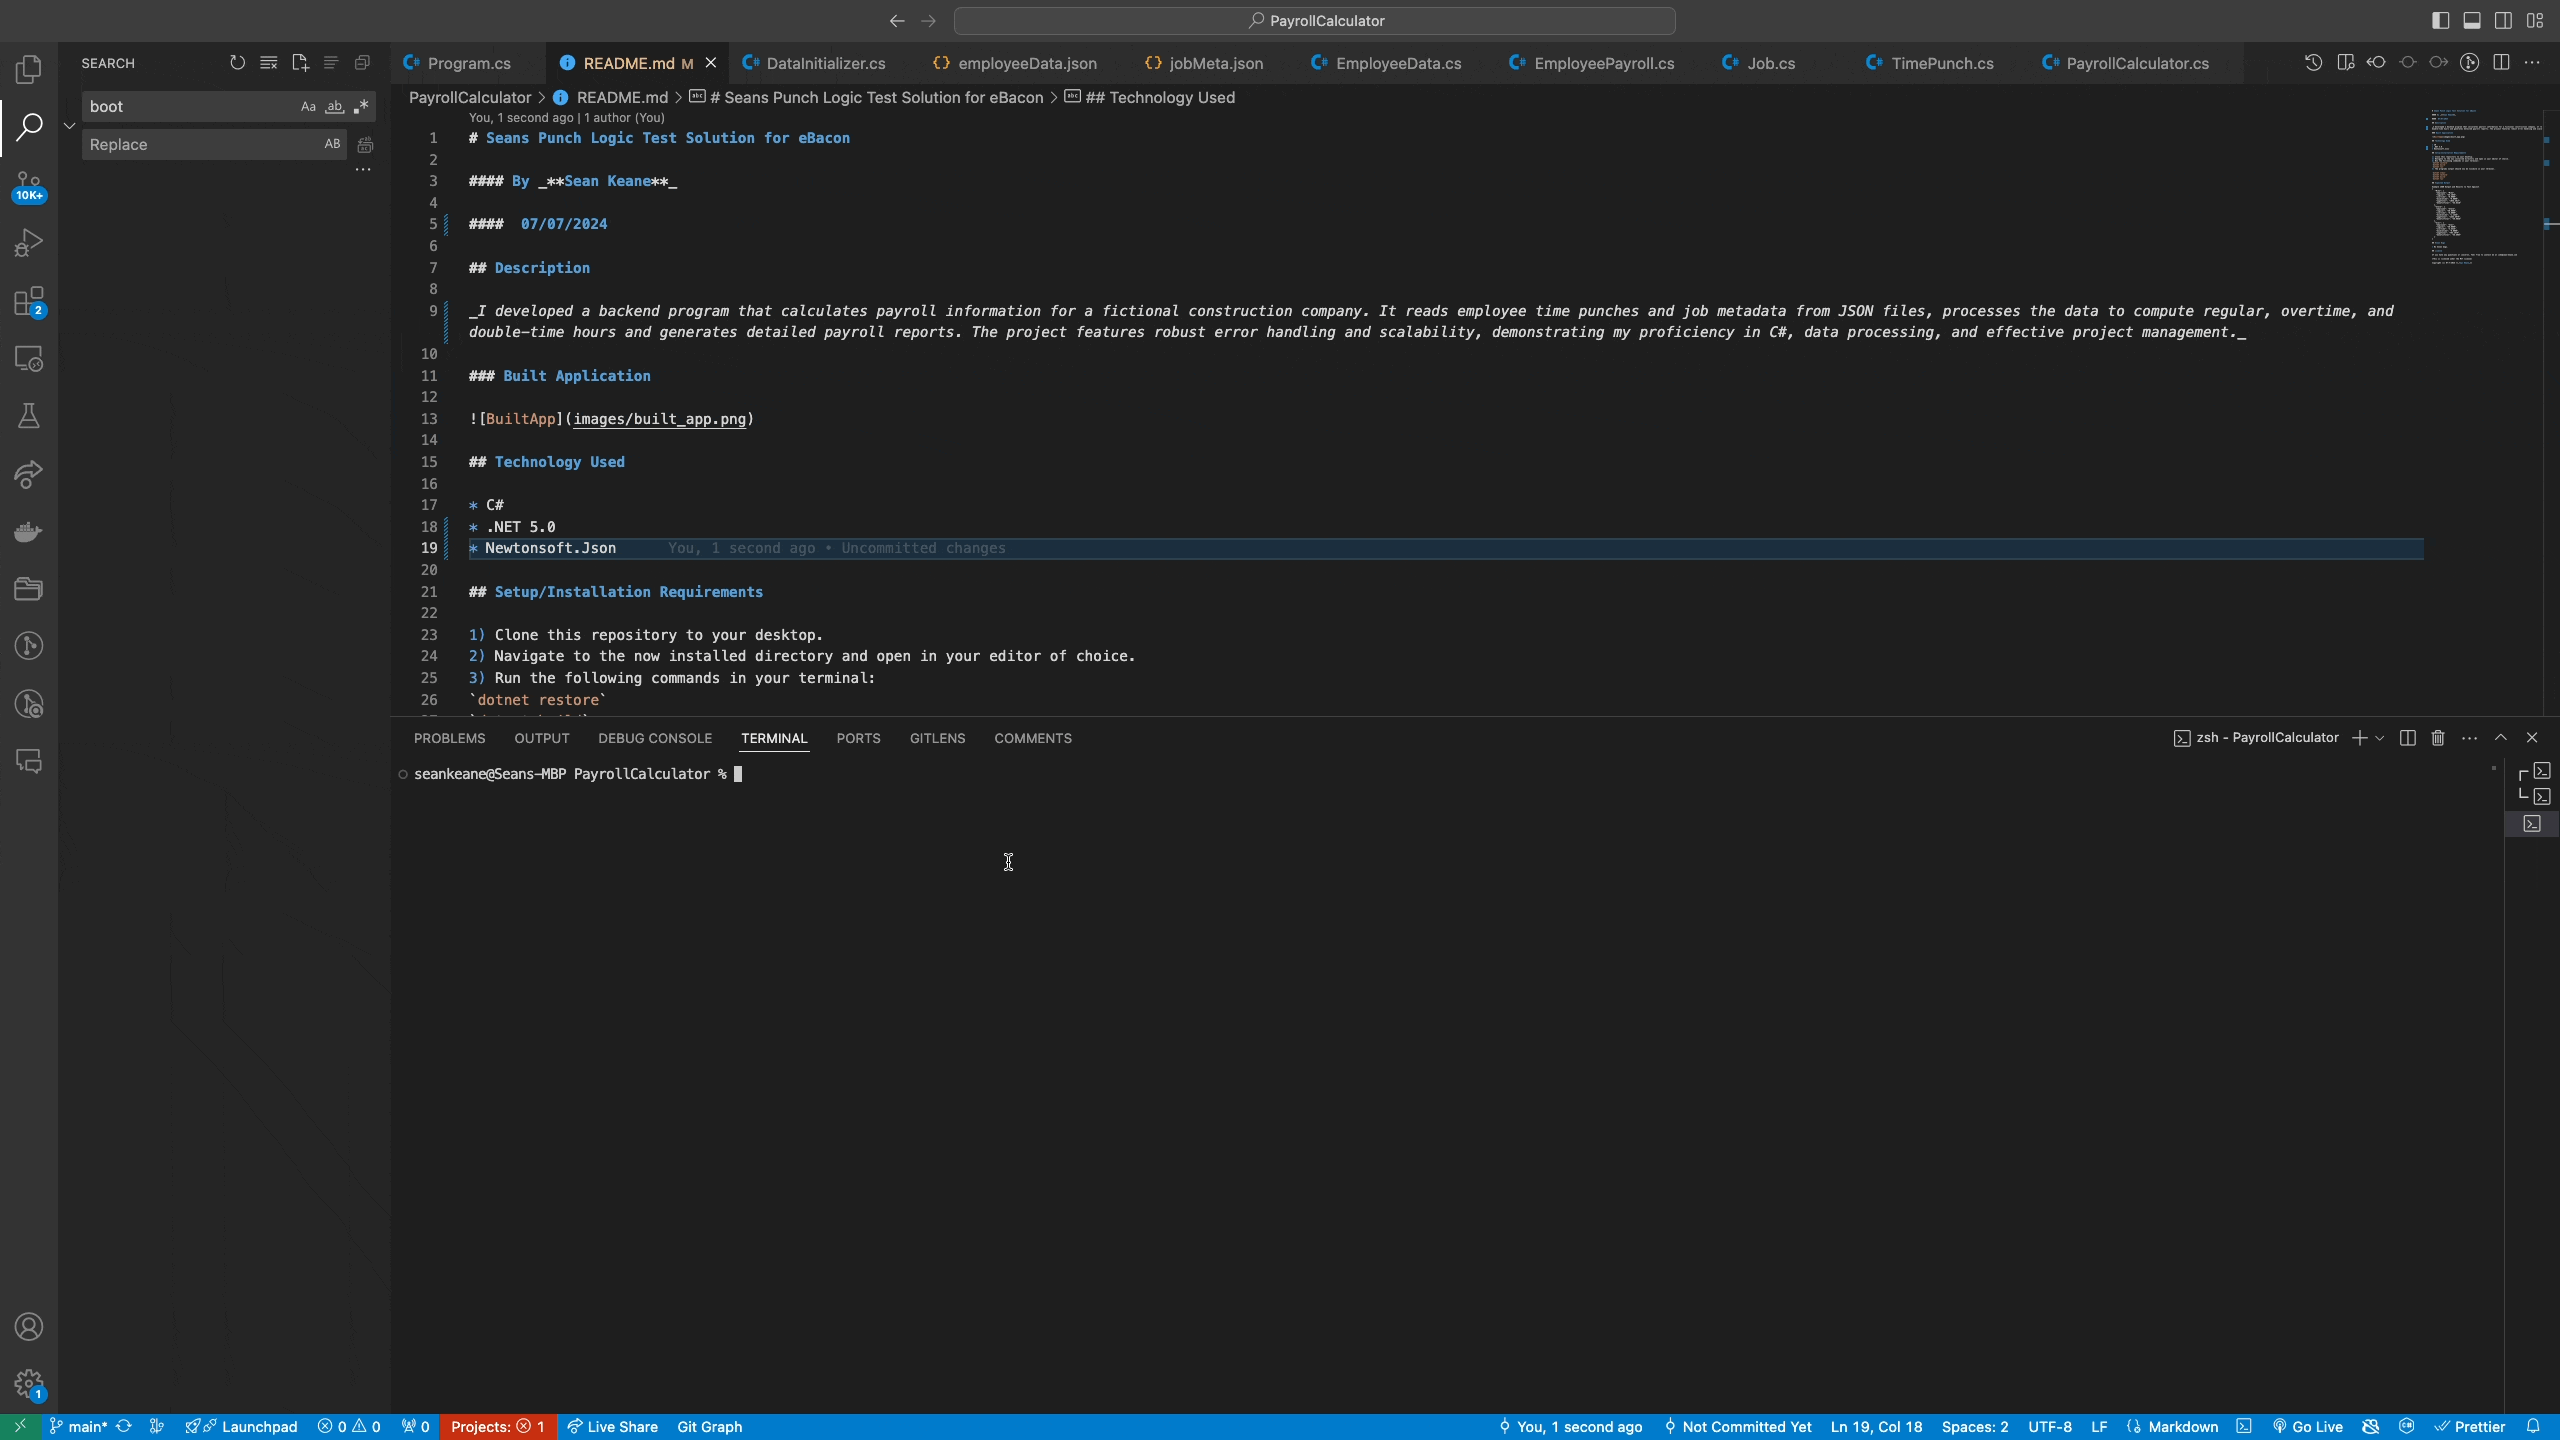 PayrollCalculator
SEARCH
boot
Aa ab .*
Replace
AB
...
10K+
2
1
Program.cs
README.md M
DataInitializer.cs
{} employeeData.json
{} jobMeta.json
EmployeeData.cs
EmployeePayroll.cs
Job.cs
TimePunch.cs
PayrollCalculator.cs
PayrollCalculator > README.md > # Seans Punch Logic Test Solution for eBacon > ## Technology Used
You, 1 second ago | 1 author (You)
1 # Seans Punch Logic Test Solution for eBacon
2
3 #### By _**Sean Keane**_
4
5 #### 07/07/2024
6
7 ## Description
8
9 _I developed a backend program that calculates payroll information for a fictional construction company. It reads employee time punches and job metadata from JSON files, processes the data to compute regular, overtime, and
double-time hours and generates detailed payroll reports. The project features robust error handling and scalability, demonstrating my proficiency in C#, data processing, and effective project management._
10
11 ### Built Application
12
13 ![BuiltApp](images/built_app.png)
14
15 ## Technology Used
16
17 * C#
18 * .NET 5.0
19 * Newtonsoft.Json You, 1 second ago • Uncommitted changes
20
21 ## Setup/Installation Requirements
22
23 1) Clone this repository to your desktop.
24 2) Navigate to the now installed directory and open in your editor of choice.
25 3) Run the following commands in your terminal:
26 `dotnet restore`
PROBLEMS OUTPUT DEBUG CONSOLE TERMINAL PORTS GITLENS COMMENTS
zsh - PayrollCalculator
seankeane@Seans-MBP PayrollCalculator %
main* Launchpad 0 0 0 Projects: 1 Live Share Git Graph
You, 1 second ago Not Committed Yet Ln 19, Col 18 Spaces: 2 UTF-8 LF {} Markdown Go Live Prettier